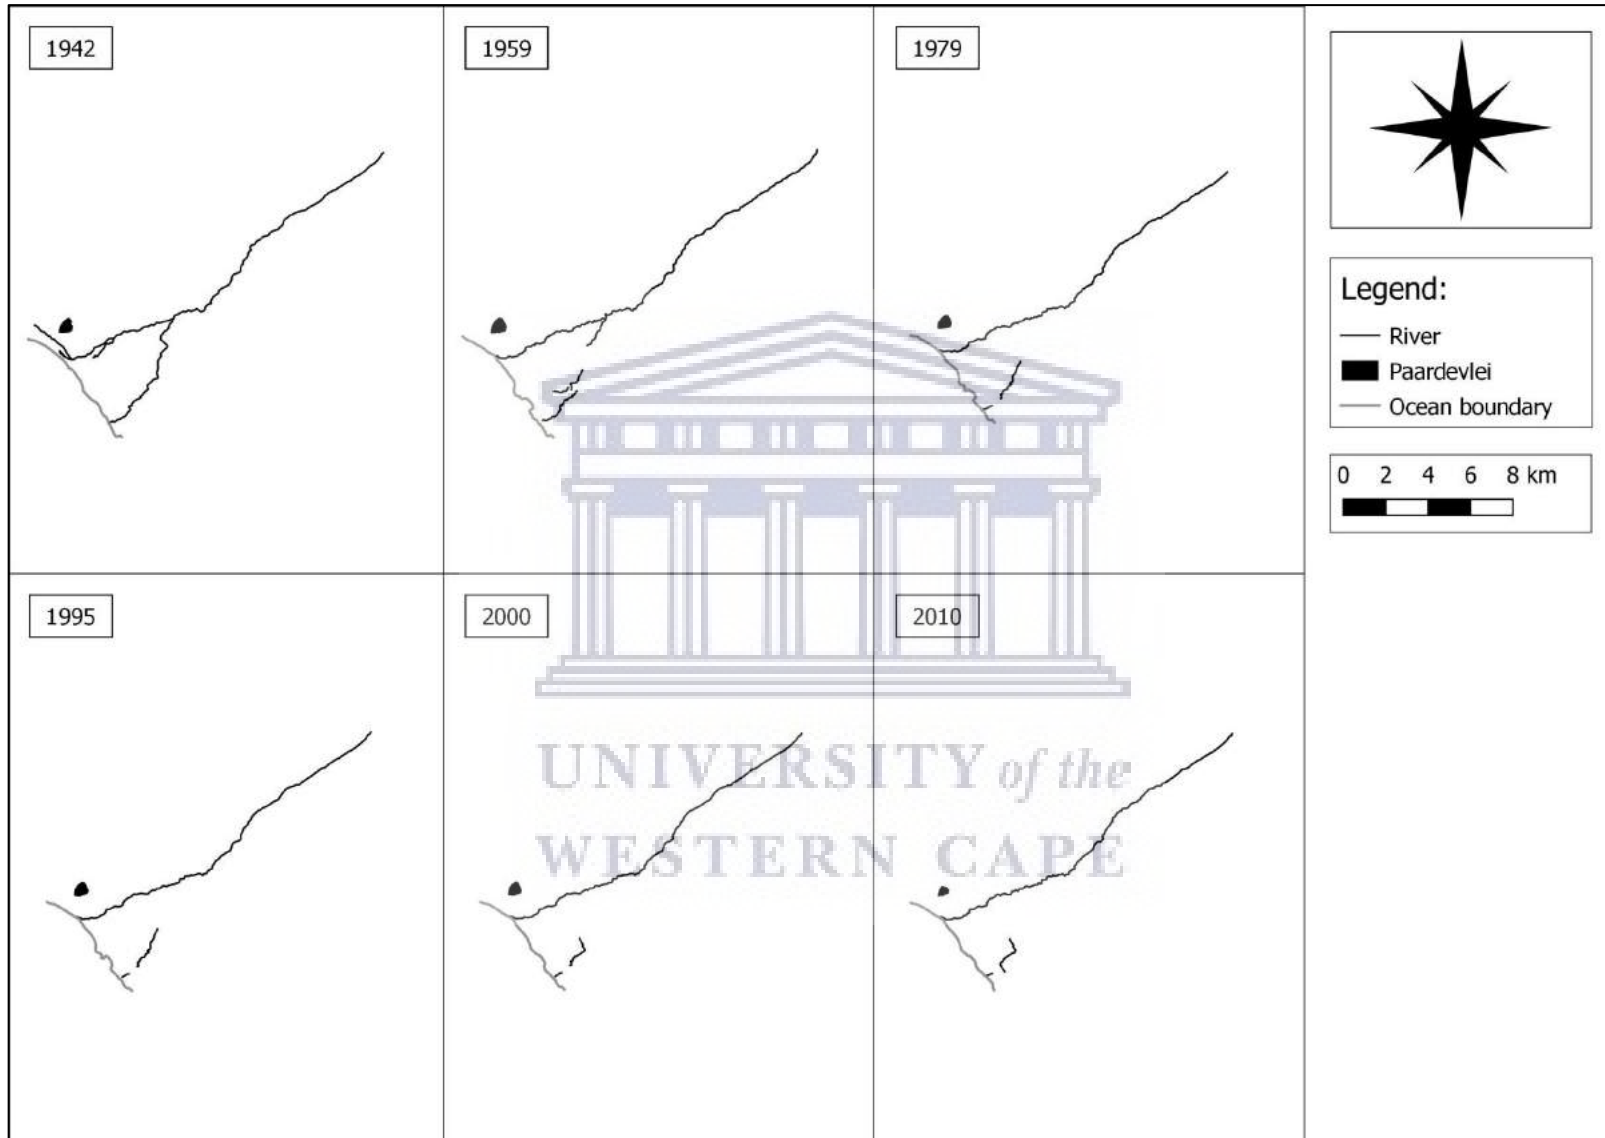 1942
1959
1979
Legend:
River
Paardevlei
Ocean boundary
0 2 4 6 8 km
1995
2000
2010
UNIVERSITY of the
WESTERN CAPE